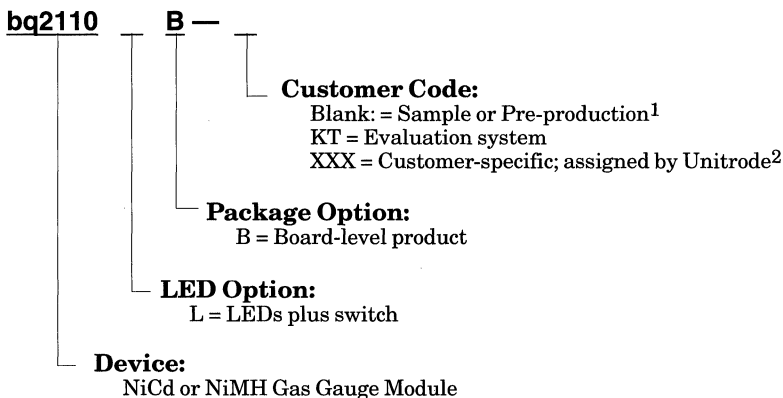 bq2110 _ B — _
Customer Code:
Blank: = Sample or Pre-production1
KT = Evaluation system
XXX = Customer-specific; assigned by Unitrode2
Package Option:
B = Board-level product
LED Option:
L = LEDs plus switch
Device:
NiCd or NiMH Gas Gauge Module